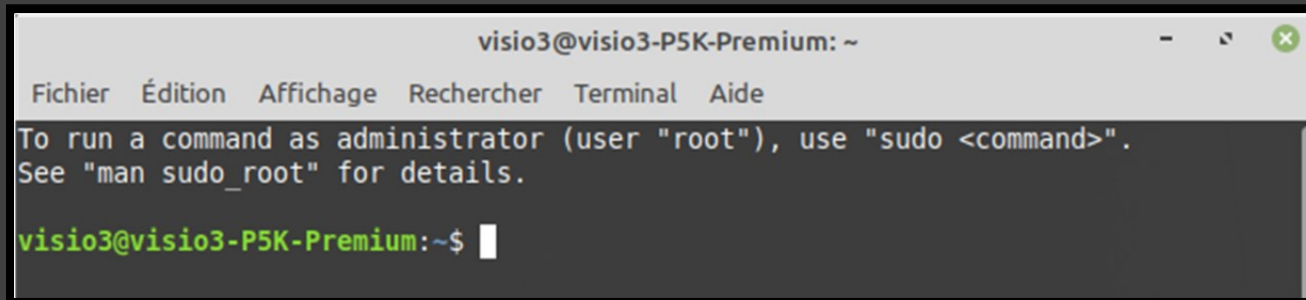 visio3@visio3-P5K-Premium: ~
Fichier Édition Affichage Rechercher Terminal Aide
To run a command as administrator (user "root"), use "sudo <command>".
See "man sudo_root" for details.
visio3@visio3-P5K-Premium:~$